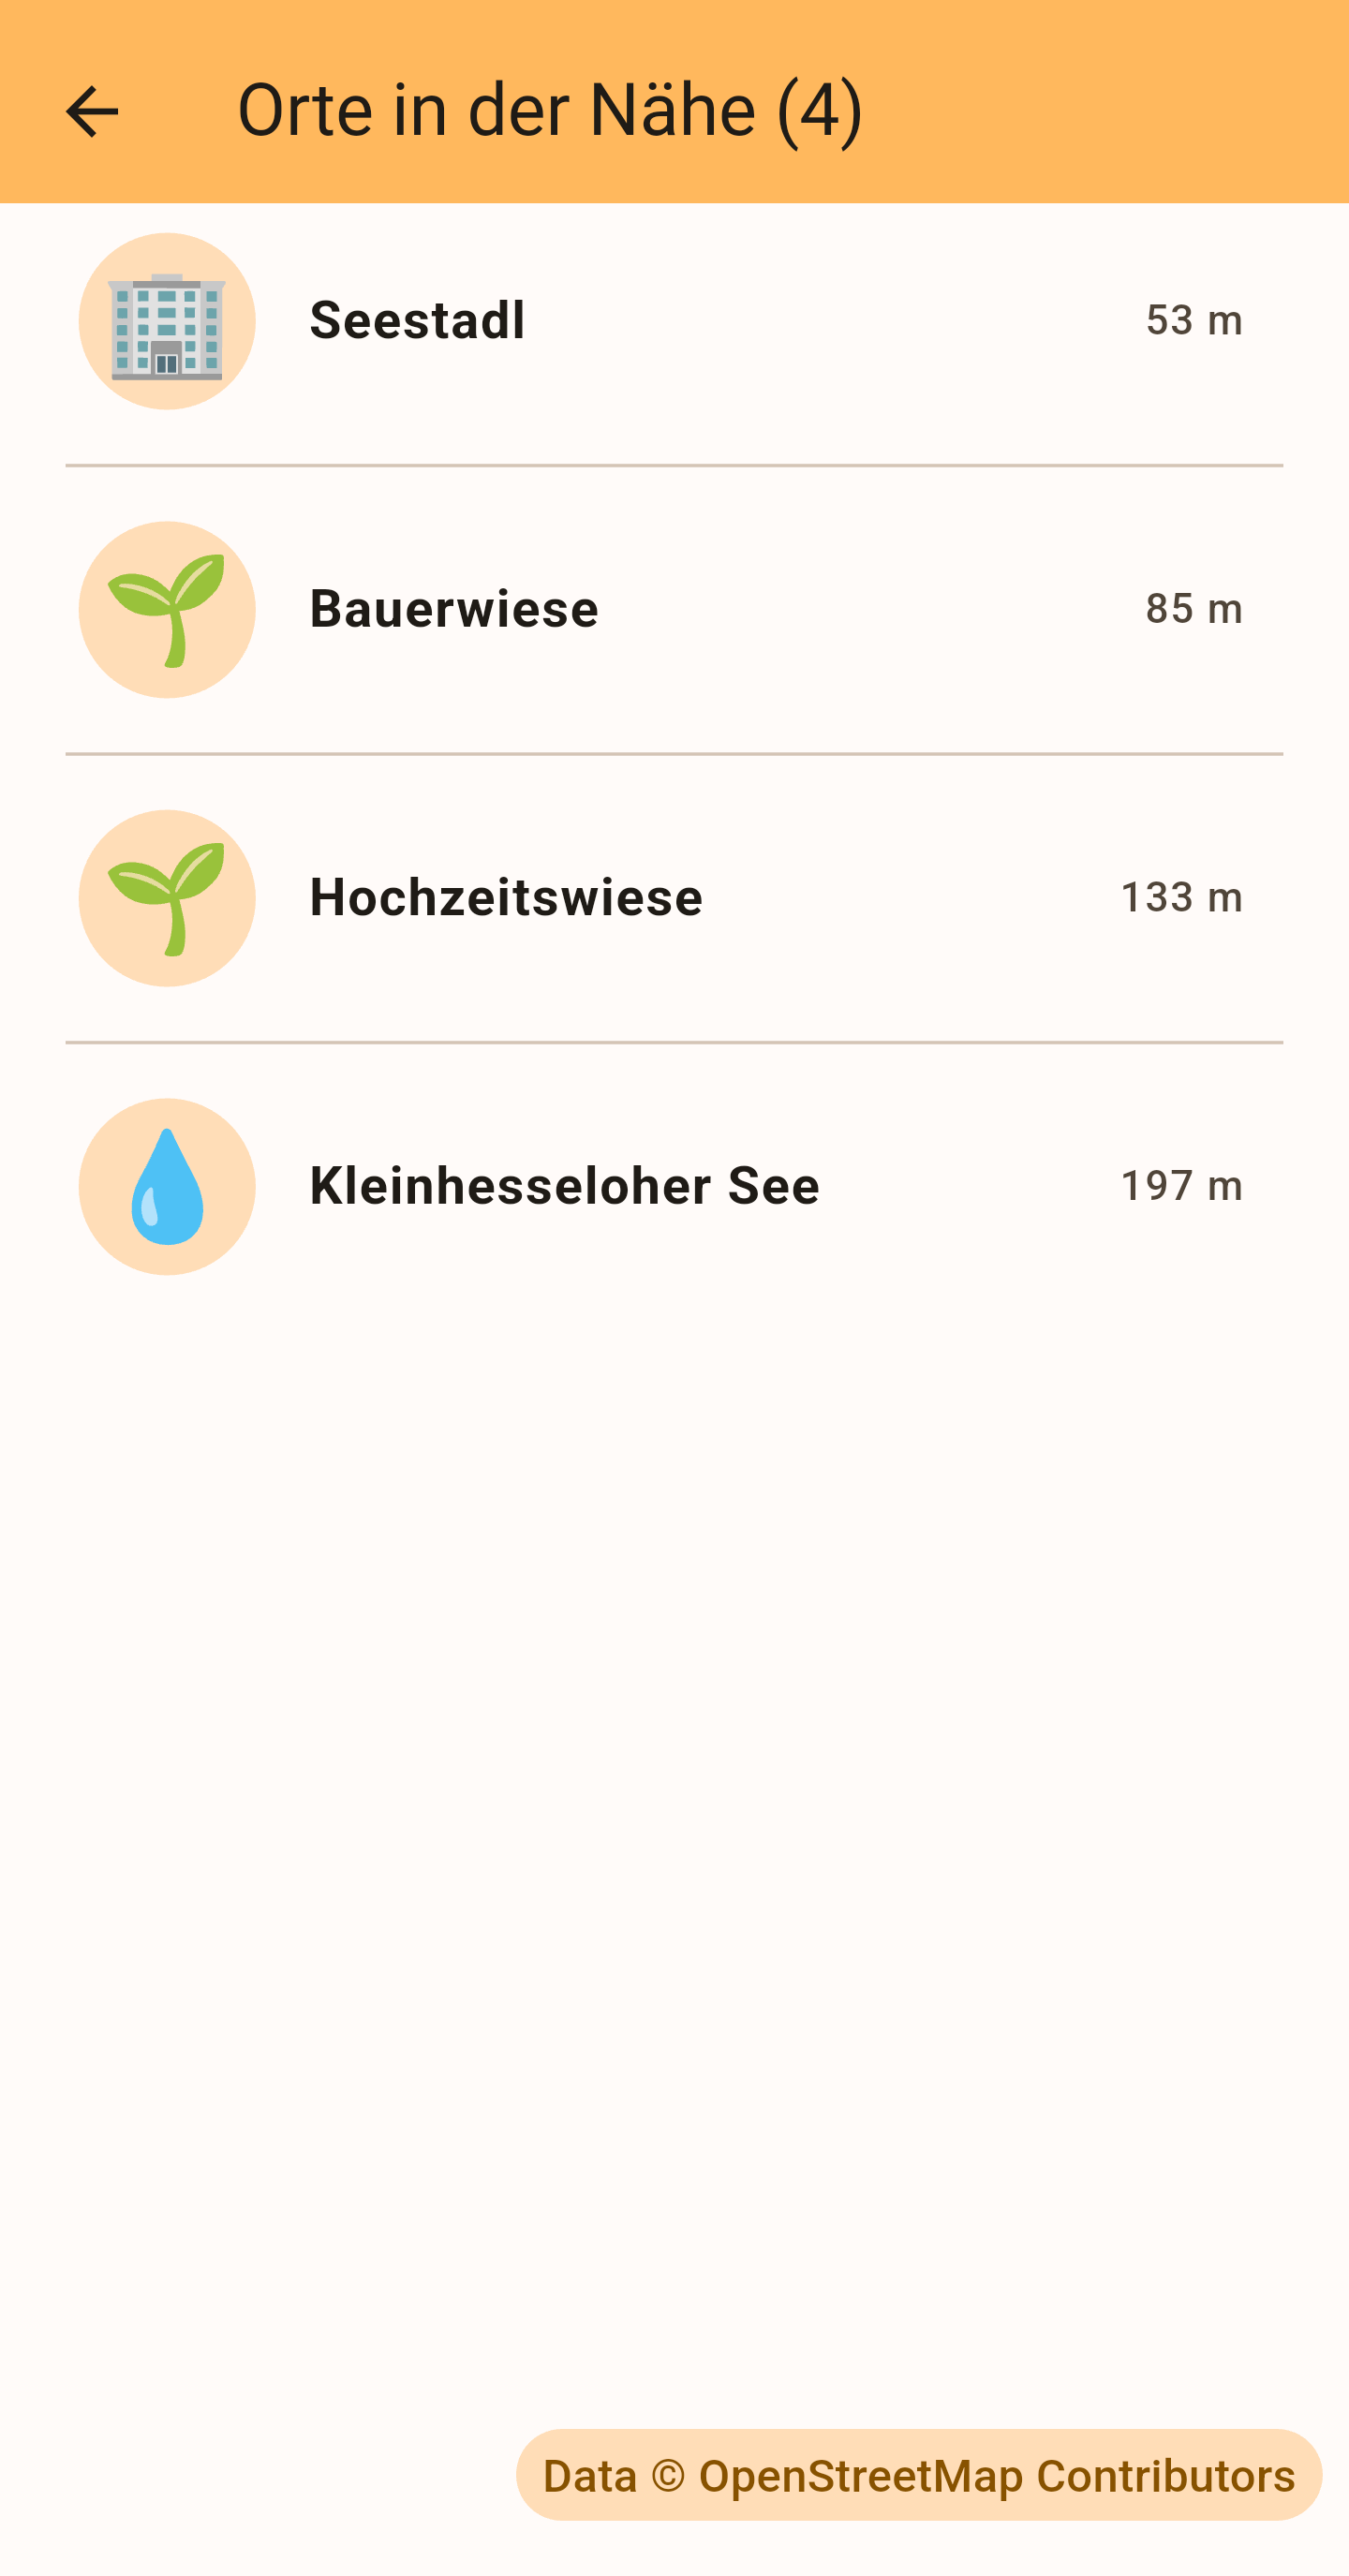 Orte in der Nähe (4)
Seestadl 53 m
Bauerwiese 85 m
Hochzeitswiese 133 m
Kleinhesseloher See 197 m
Data © OpenStreetMap Contributors